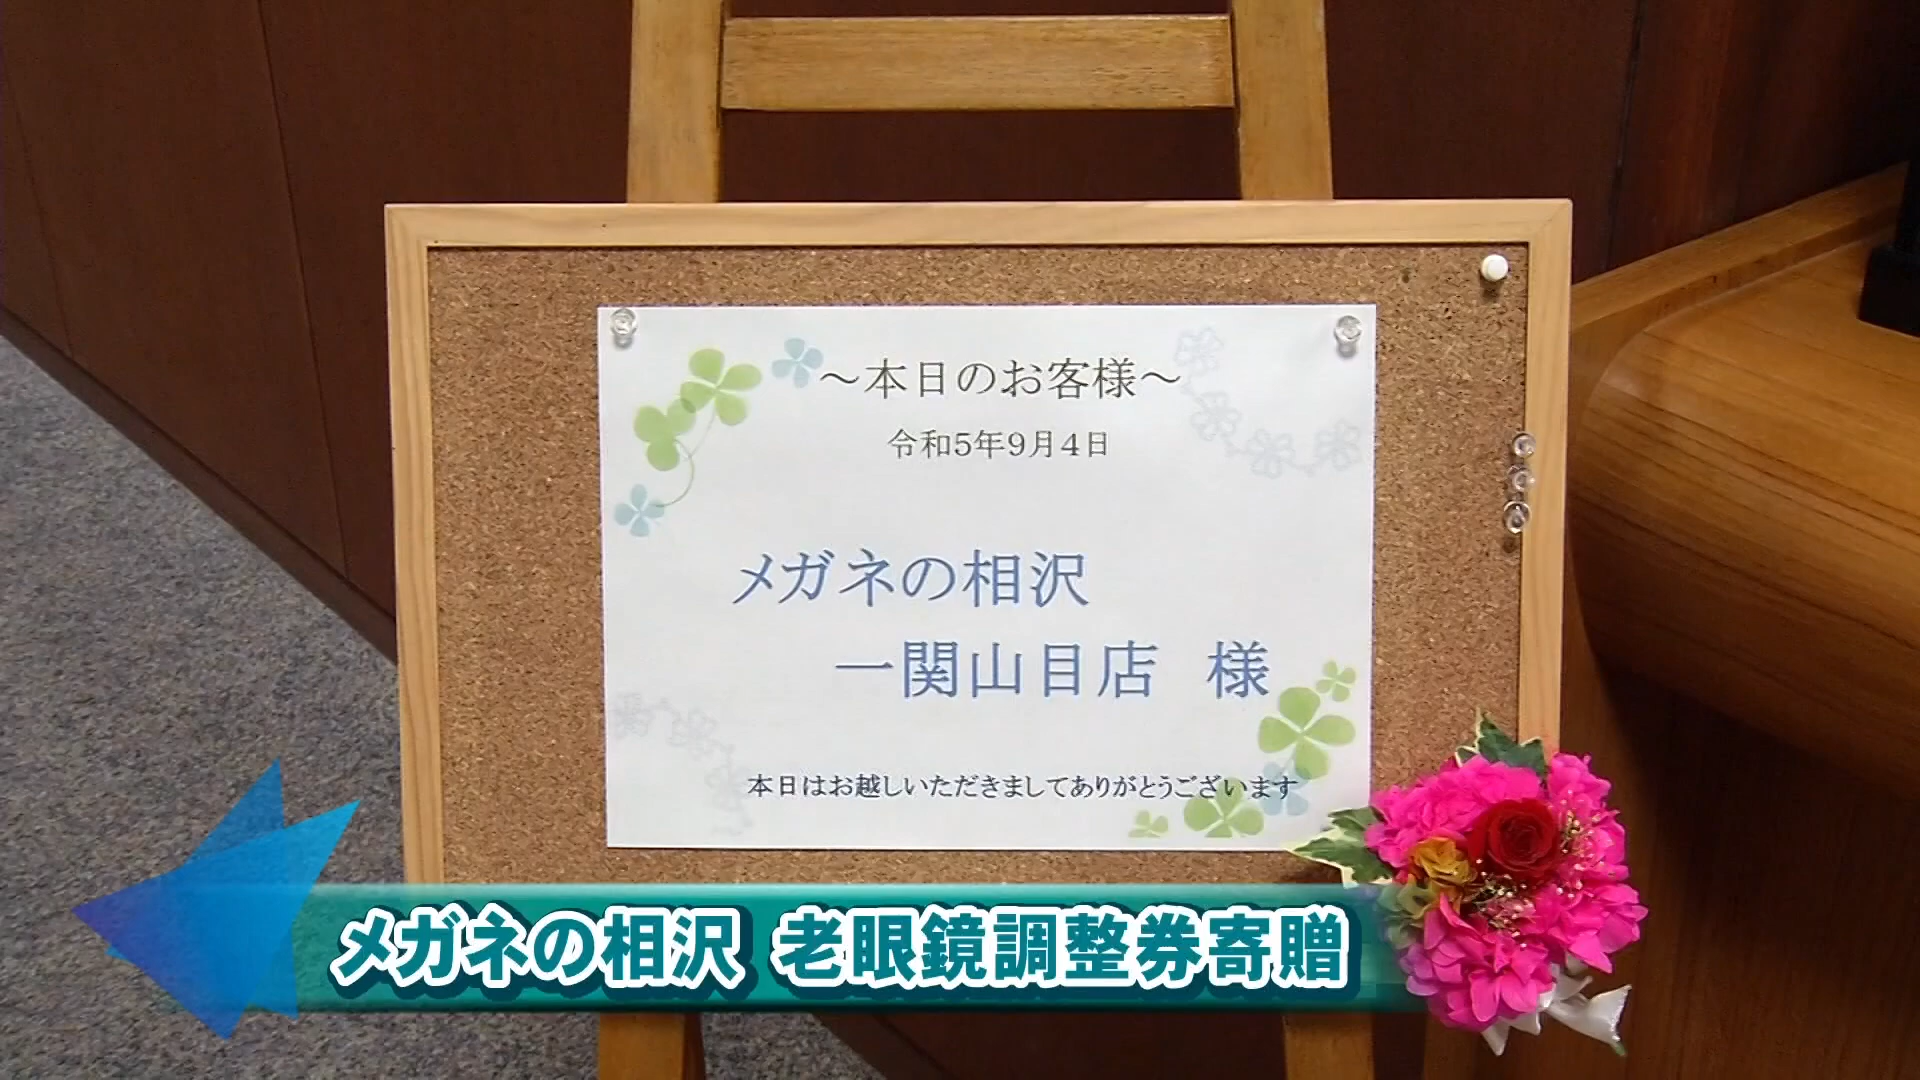 ～本日のお客様～
令和5年9月4日
メガネの相沢
一関山目店　様
本日はお越しいただきましてありがとうございます
メガネの相沢 老眼鏡調整券寄贈